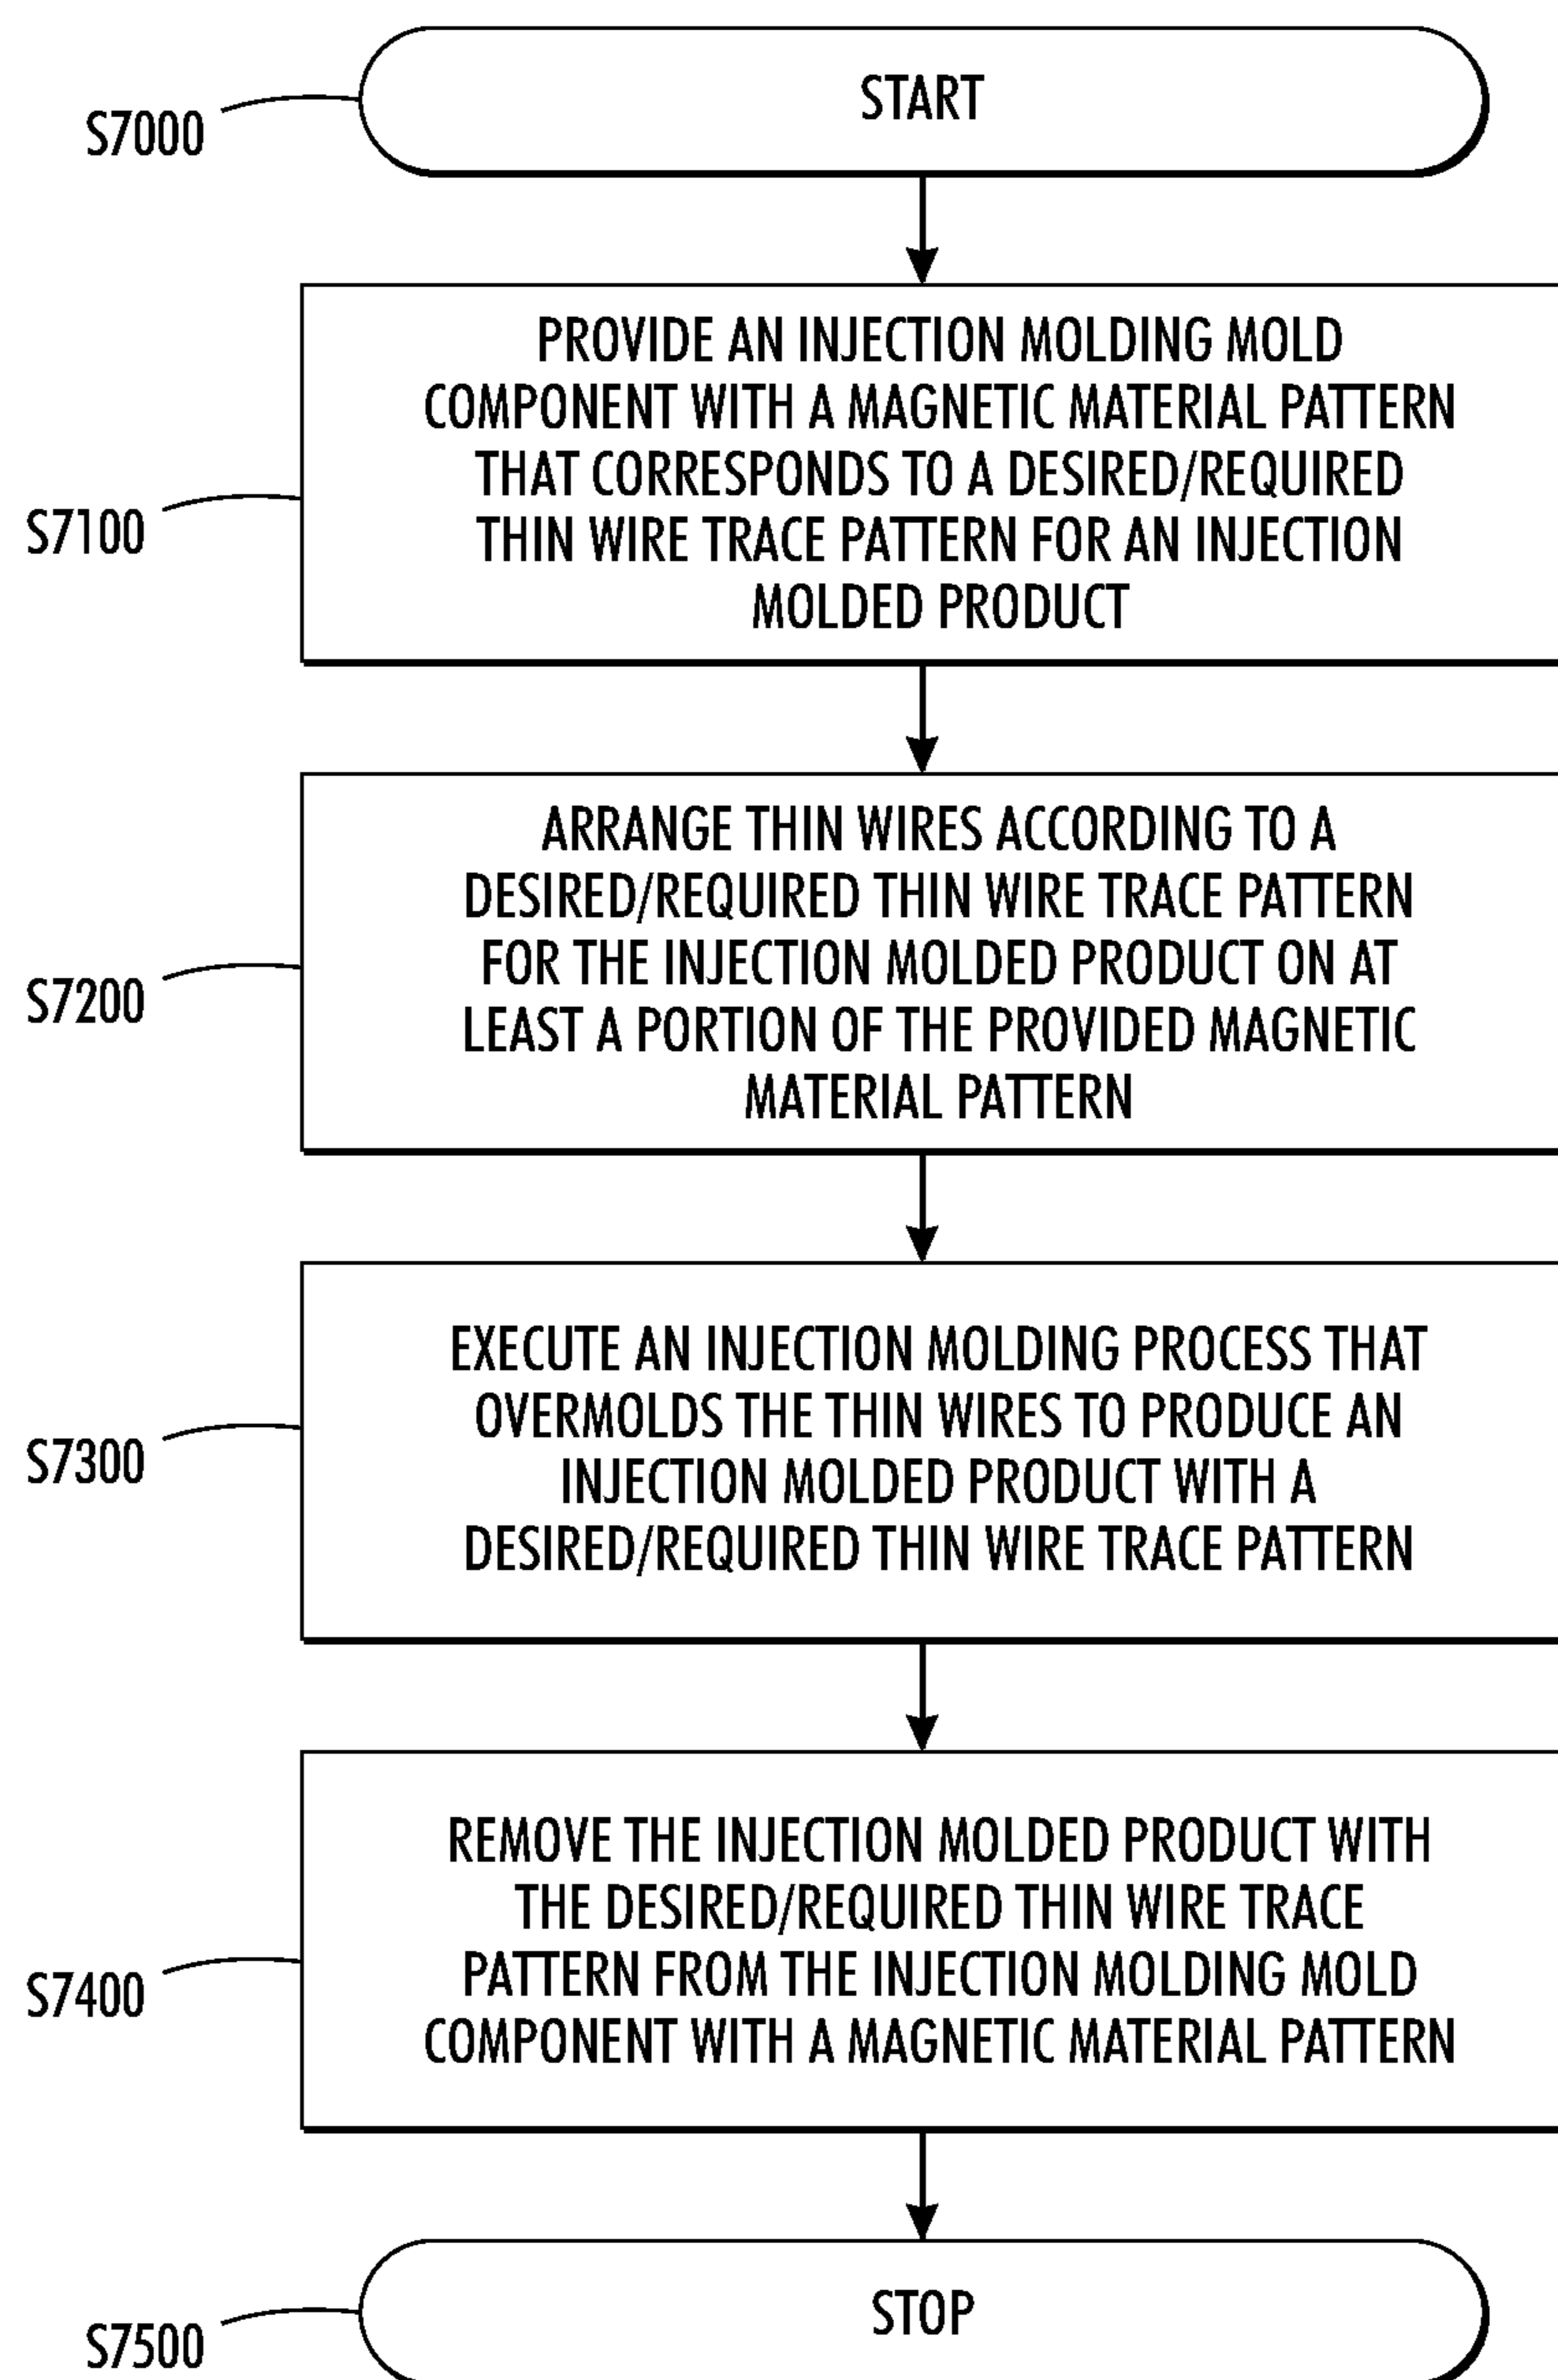 START
S7000
PROVIDE AN INJECTION MOLDING MOLD
COMPONENT WITH A MAGNETIC MATERIAL PATTERN
THAT CORRESPONDS TO A DESIRED/REQUIRED
THIN WIRE TRACE PATTERN FOR AN INJECTION
MOLDED PRODUCT
S7100
ARRANGE THIN WIRES ACCORDING TO A
DESIRED/REQUIRED THIN WIRE TRACE PATTERN
FOR THE INJECTION MOLDED PRODUCT ON AT
LEAST A PORTION OF THE PROVIDED MAGNETIC
MATERIAL PATTERN
S7200
EXECUTE AN INJECTION MOLDING PROCESS THAT
OVERMOLDS THE THIN WIRES TO PRODUCE AN
INJECTION MOLDED PRODUCT WITH A
DESIRED/REQUIRED THIN WIRE TRACE PATTERN
S7300
REMOVE THE INJECTION MOLDED PRODUCT WITH
THE DESIRED/REQUIRED THIN WIRE TRACE
PATTERN FROM THE INJECTION MOLDING MOLD
COMPONENT WITH A MAGNETIC MATERIAL PATTERN
S7400
STOP
S7500